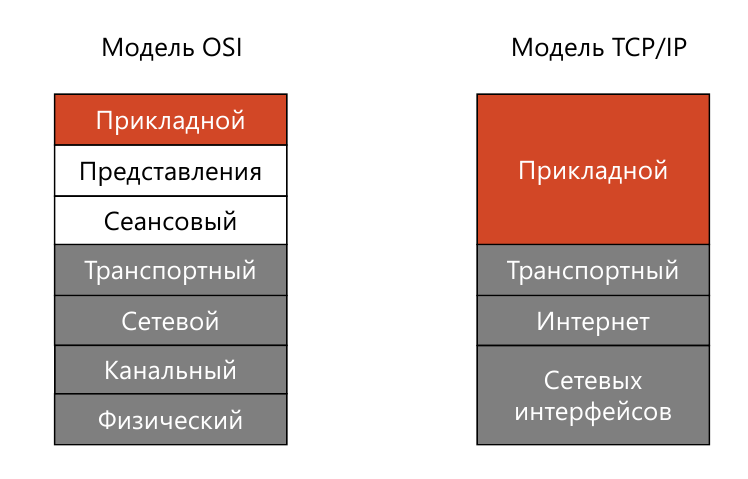 Модель OSI
Прикладной
Представления
Сеансовый
Транспортный
Сетевой
Канальный
Физический
Модель TCP/IP
Прикладной
Транспортный
Интернет
Сетевых
интерфейсов